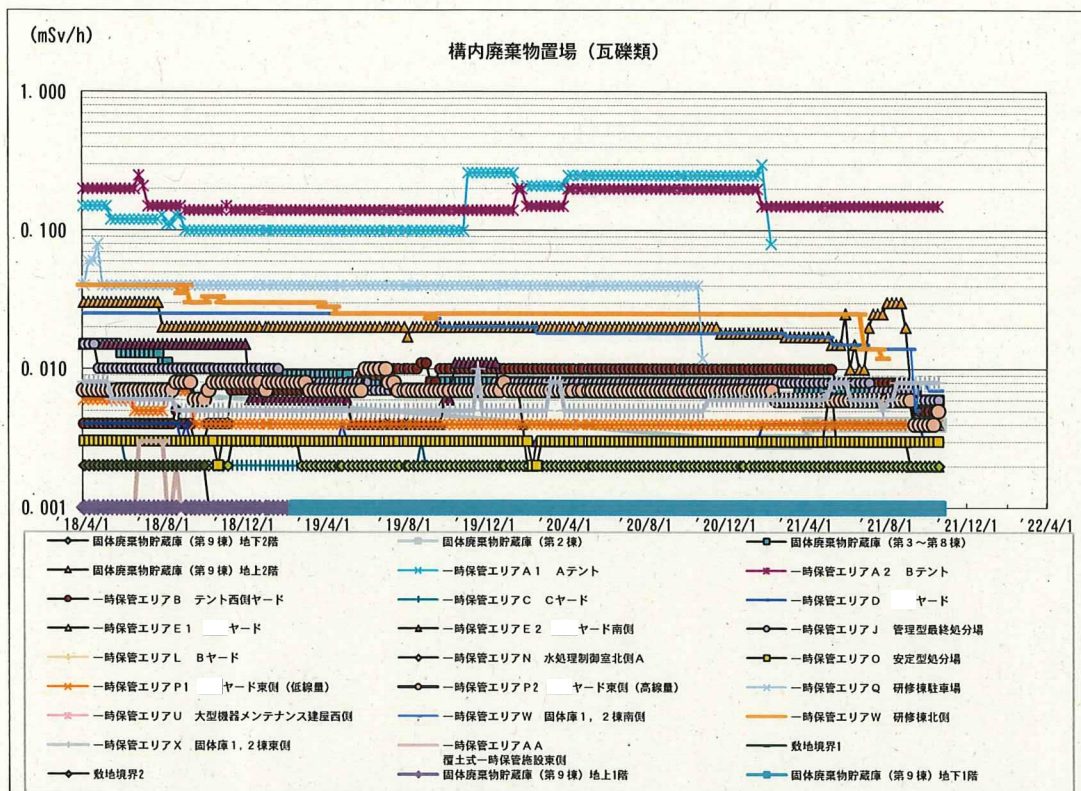 (mSv/h)
構内廃棄物置場（瓦礫類）
1.000
0.100
0.010
0.001
'18/4/1 '18/8/1 '18/12/1 '19/4/1 '19/8/1 '19/12/1 '20/4/1 '20/8/1 '20/12/1 '21/4/1 '21/8/1 '21/12/1 '22/4/1
固体廃棄物貯蔵庫（第9棟）地下2階 固体廃棄物貯蔵庫（第2棟） 固体廃棄物貯蔵庫（第3～第8棟）
固体廃棄物貯蔵庫（第9棟）地上2階 一時保管エリアA1 Aテント 一時保管エリアA2 Bテント
一時保管エリアB テント西側ヤード 一時保管エリアC Cヤード 一時保管エリアD ヤード
一時保管エリアE1 ヤード 一時保管エリアE2 ヤード南側 一時保管エリアJ 管理型最終処分場
一時保管エリアL Bヤード 一時保管エリアN 水処理制御室北側A 一時保管エリアO 安定型処分場
一時保管エリアP1 ヤード東側（低線量） 一時保管エリアP2 ヤード東側（高線量） 一時保管エリアQ 研修棟駐車場
一時保管エリアU 大型機器メンテナンス建屋西側 一時保管エリアW 固体庫1，2棟南側 一時保管エリアW 研修棟北側
一時保管エリアX 固体庫1,2棟東側 一時保管エリアAA 敷地境界1
覆土式一時保管施設東側
敷地境界2 固体廃棄物貯蔵庫（第9棟）地上1階 固体廃棄物貯蔵庫（第9棟）地下1階